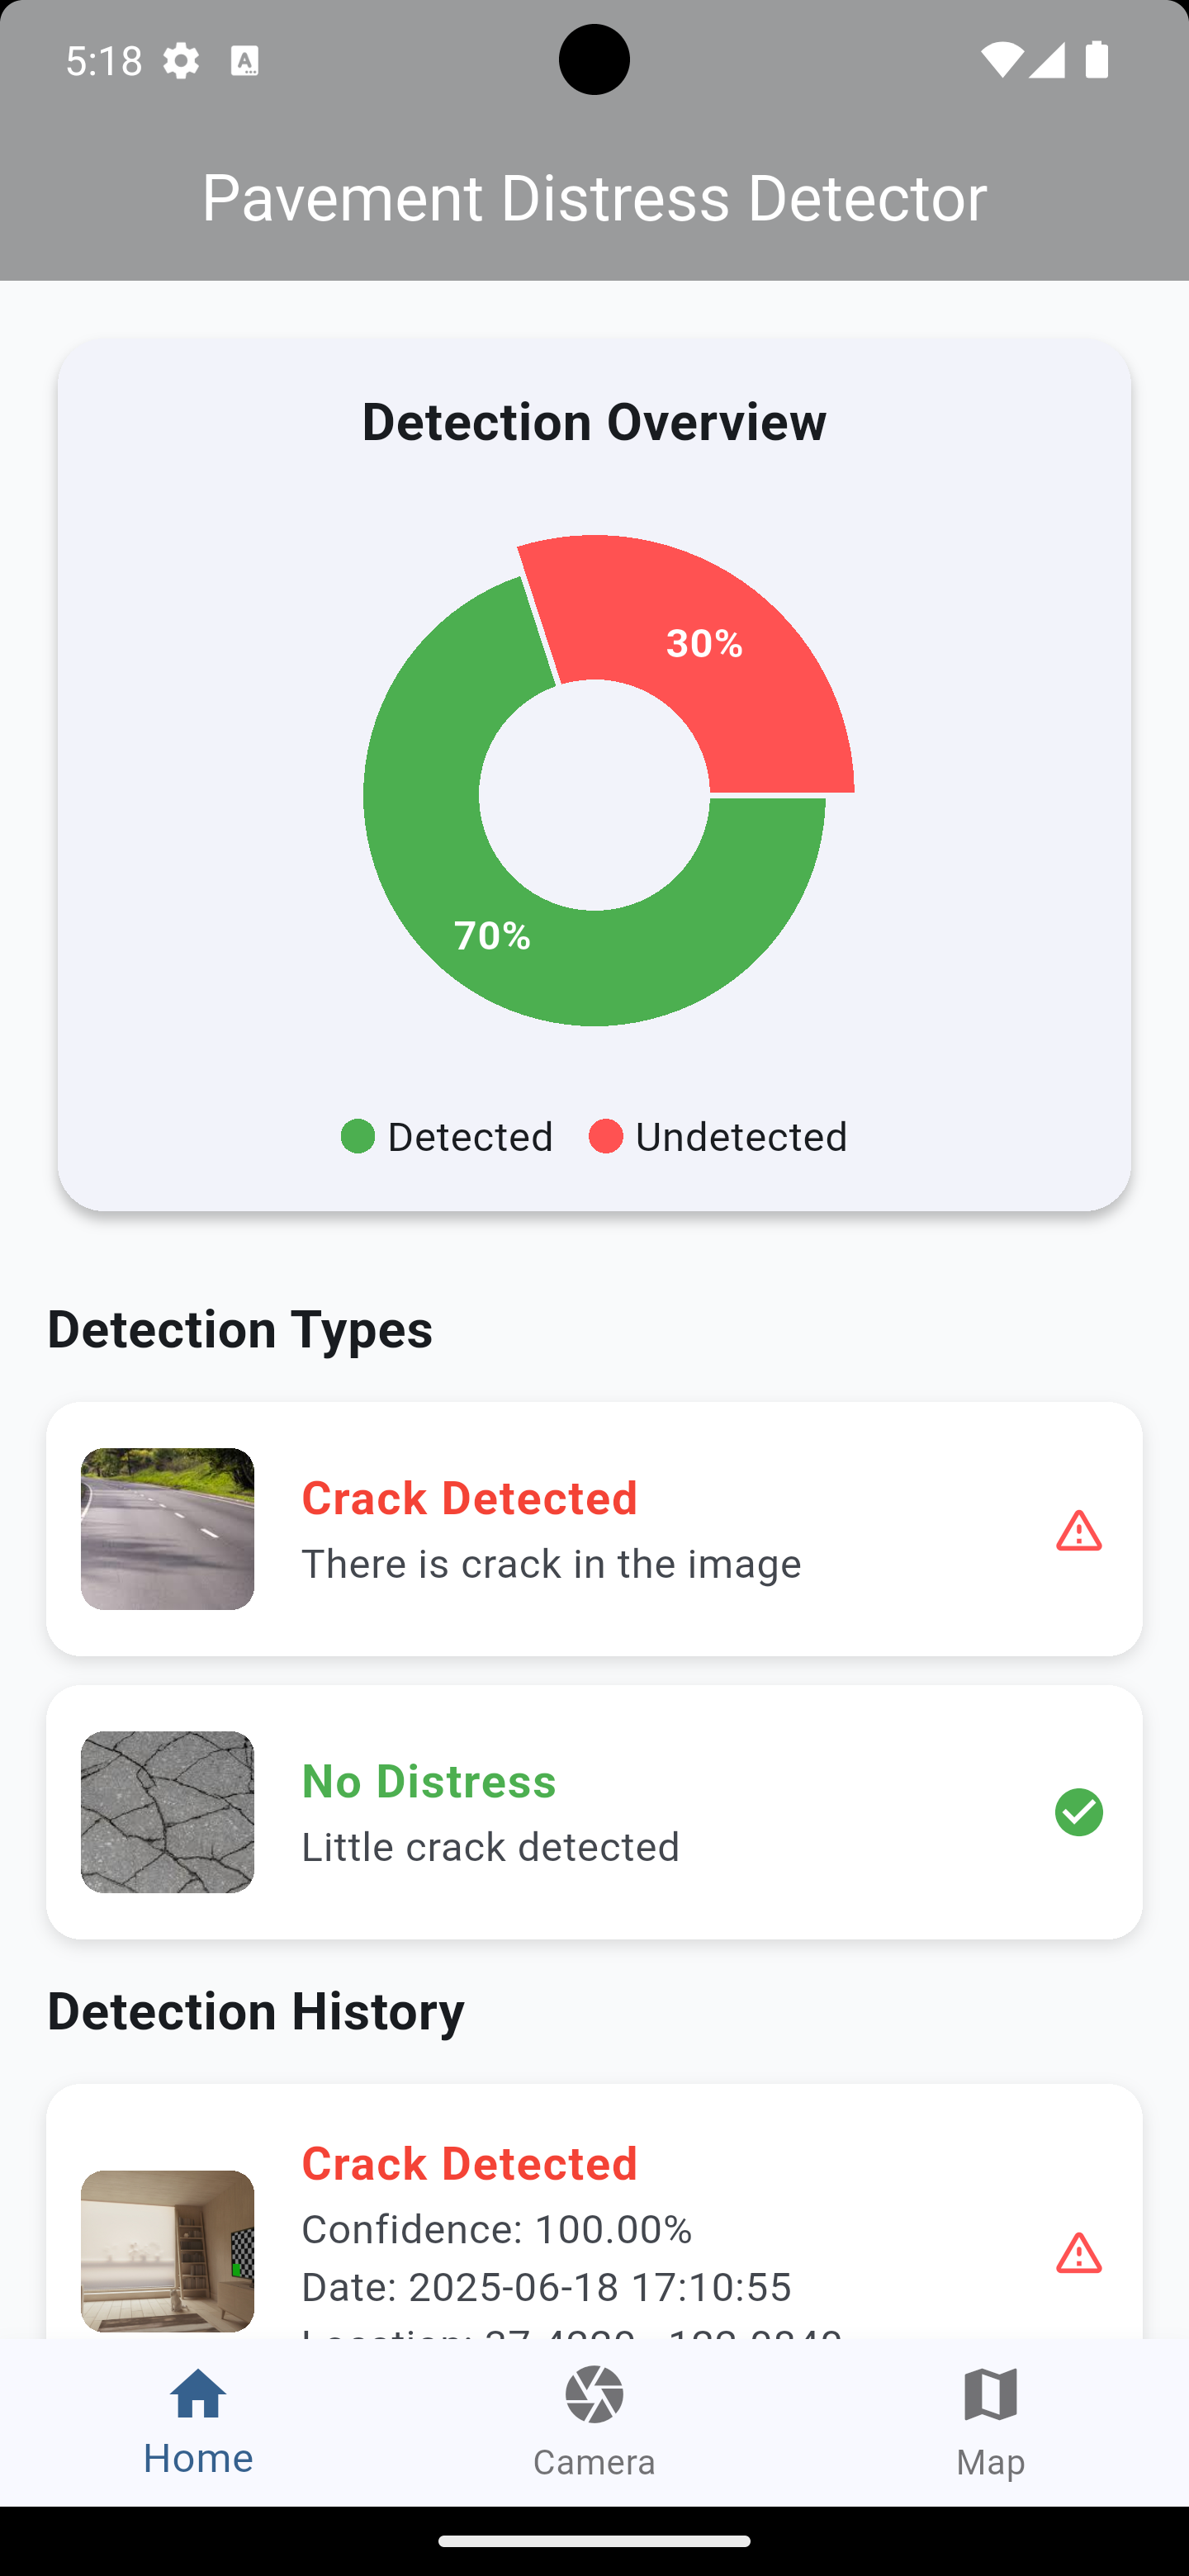 5:18
Pavement Distress Detector
Detection Overview
30%
70%
Detected
Undetected
Detection Types
Crack Detected
There is crack in the image
No Distress
Little crack detected
Detection History
Crack Detected
Confidence: 100.00%
Date: 2025-06-18 17:10:55
Home
Camera
Map